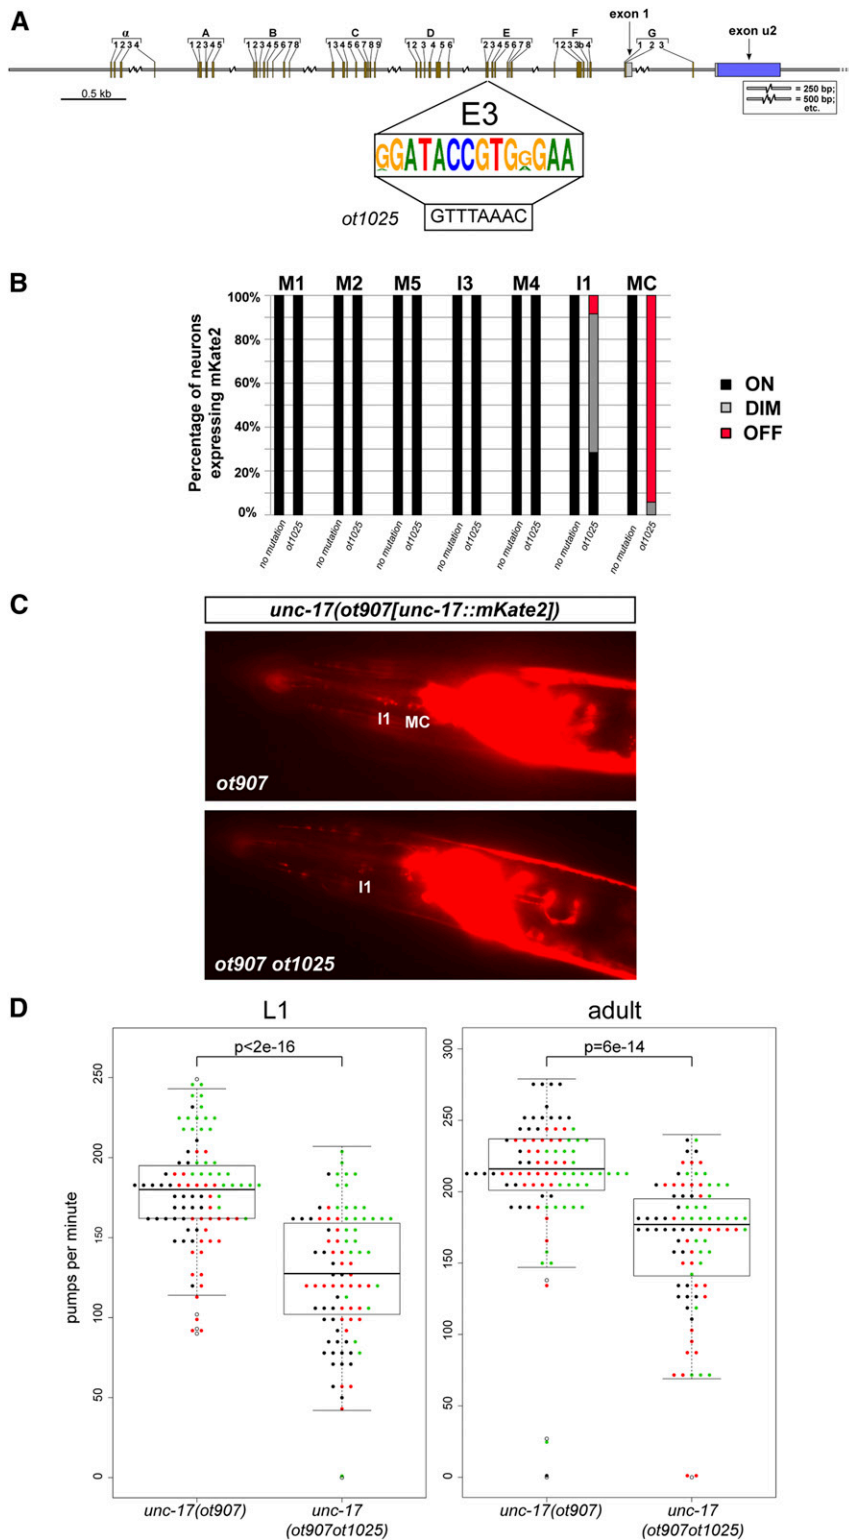 A
α A B C D E F exon 1 G exon u2
1 2 3 4 1 2 3 4 5 1 2 3 4 5 6 7 8 1 3 4 5 6 7 8 9 1 2 3 4 5 6 2 3 4 5 6 7 8 1 2 3 3b 4 1 2 3
0.5 kb
= 250 bp;
= 500 bp;
etc.
E3
GGATACCGTGGGAA
ot1025 GTTTAAAC
B
M1 M2 M5 I3 M4 I1 MC
Percentage of neurons
expressing mKate2
100%
80%
60%
40%
20%
0%
ON
DIM
OFF
no mutation ot1025 no mutation ot1025 no mutation ot1025 no mutation ot1025 no mutation ot1025 no mutation ot1025 no mutation ot1025
C
unc-17(ot907[unc-17::mKate2])
I1 MC
ot907
I1
ot907 ot1025
D
L1 adult
p<2e-16 p=6e-14
pumps per minute
250
200
150
100
50
0
300
250
200
150
100
50
0
unc-17(ot907) unc-17
(ot907ot1025)
unc-17(ot907) unc-17
(ot907ot1025)